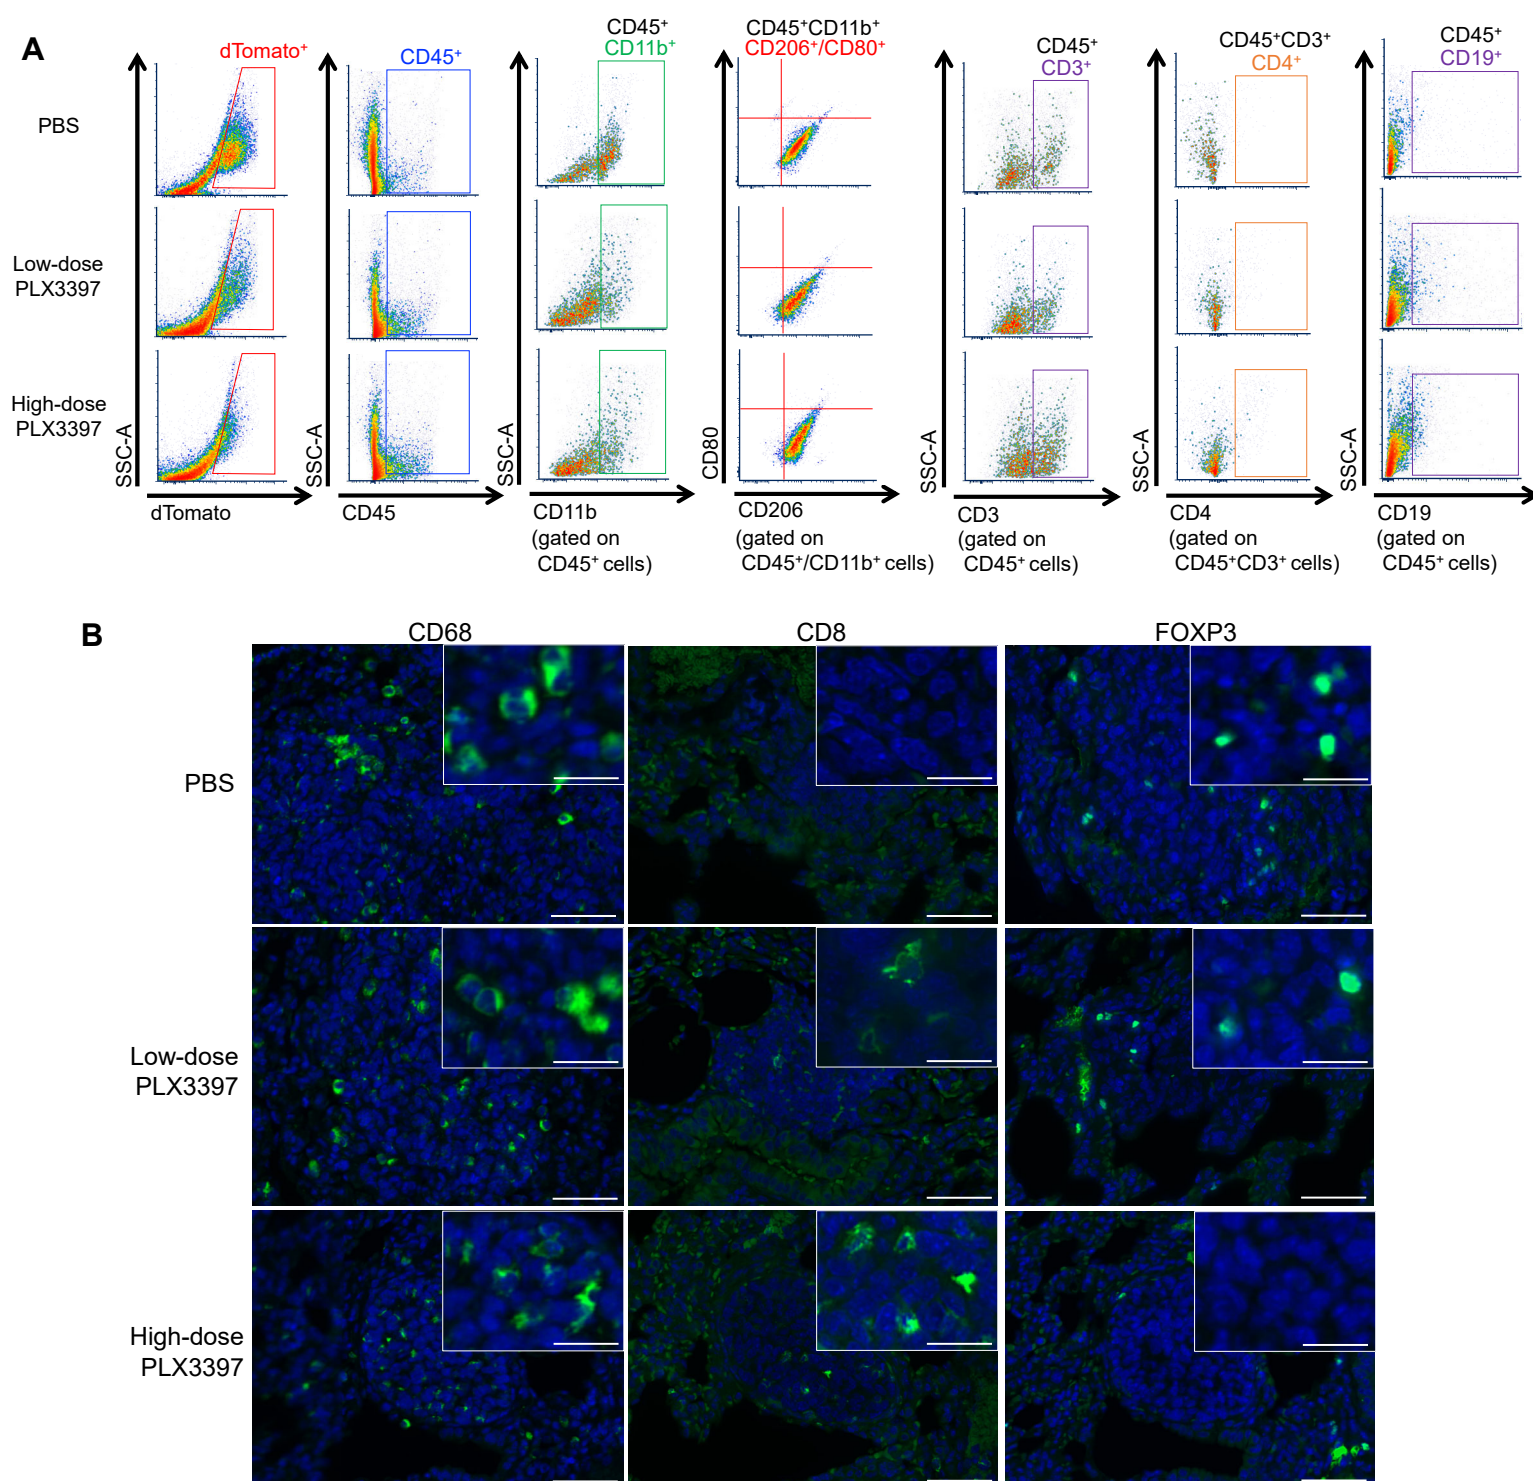 A
dTomato⁺
CD45⁺
CD45⁺
CD11b⁺
CD45⁺CD11b⁺
CD206⁺/CD80⁺
CD45⁺
CD3⁺
CD45⁺CD3⁺
CD4⁺
CD45⁺
CD19⁺
PBS
Low-dose
PLX3397
High-dose
PLX3397
SSC-A
SSC-A
SSC-A
CD80
SSC-A
SSC-A
SSC-A
dTomato
CD45
CD11b
(gated on
CD45⁺ cells)
CD206
(gated on
CD45⁺/CD11b⁺ cells)
CD3
(gated on
CD45⁺ cells)
CD4
(gated on
CD45⁺CD3⁺ cells)
CD19
(gated on
CD45⁺ cells)
B
CD68
CD8
FOXP3
PBS
Low-dose
PLX3397
High-dose
PLX3397